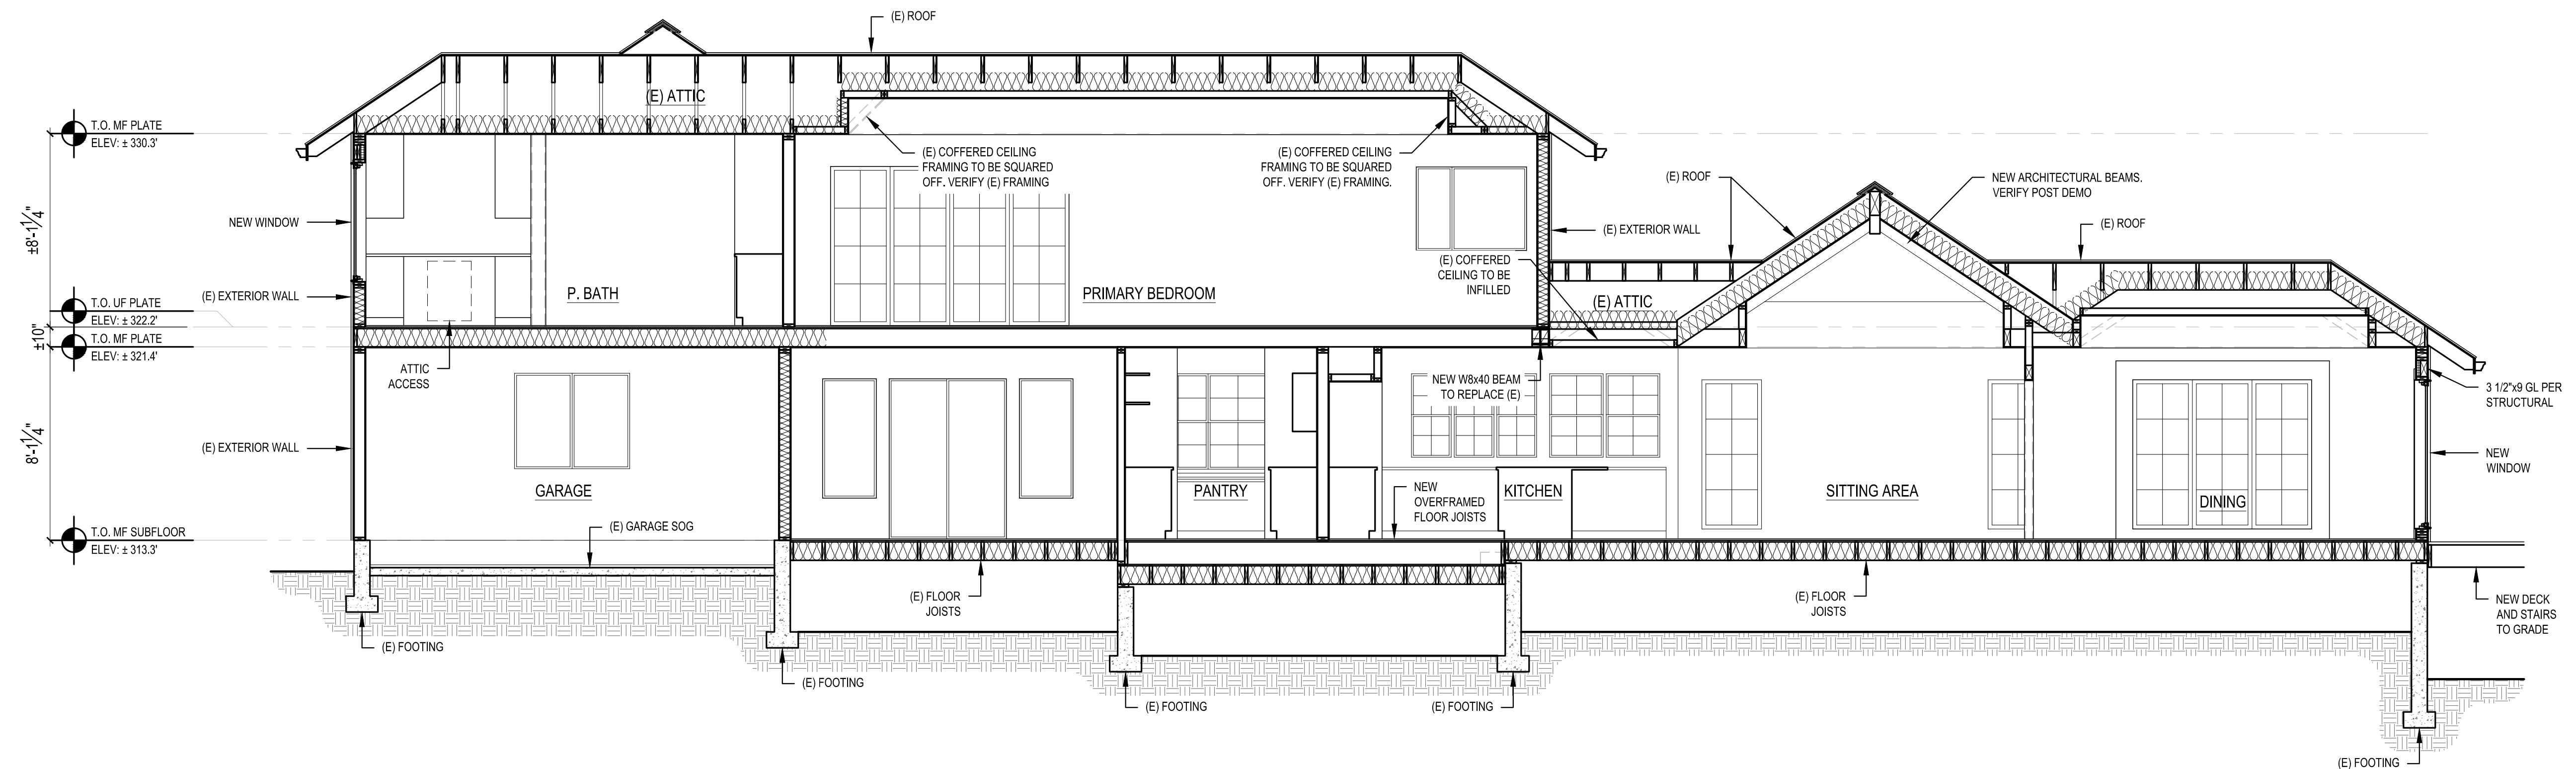 (E) ROOF
(E) ATTIC
T.O. MF PLATE
ELEV: ± 330.3'
(E) COFFERED CEILING
FRAMING TO BE SQUARED
OFF. VERIFY (E) FRAMING
(E) COFFERED CEILING
FRAMING TO BE SQUARED
OFF. VERIFY (E) FRAMING.
(E) ROOF
NEW ARCHITECTURAL BEAMS.
VERIFY POST DEMO
±8'-1¼"
NEW WINDOW
(E) EXTERIOR WALL
(E) ROOF
(E) COFFERED
CEILING TO BE
INFILLED
P. BATH
PRIMARY BEDROOM
(E) EXTERIOR WALL
(E) ATTIC
T.O. UF PLATE
ELEV: ± 322.2'
±10"
T.O. MF PLATE
ELEV: ± 321.4'
ATTIC
ACCESS
NEW W8x40 BEAM
TO REPLACE (E)
3 1/2"x9 GL PER
STRUCTURAL
8'-1¼"
(E) EXTERIOR WALL
NEW
WINDOW
GARAGE
PANTRY
NEW
OVERFRAMED
FLOOR JOISTS
KITCHEN
SITTING AREA
DINING
T.O. MF SUBFLOOR
ELEV: ± 313.3'
(E) GARAGE SOG
(E) FLOOR
JOISTS
(E) FLOOR
JOISTS
NEW DECK
AND STAIRS
TO GRADE
(E) FOOTING
(E) FOOTING
(E) FOOTING
(E) FOOTING
(E) FOOTING